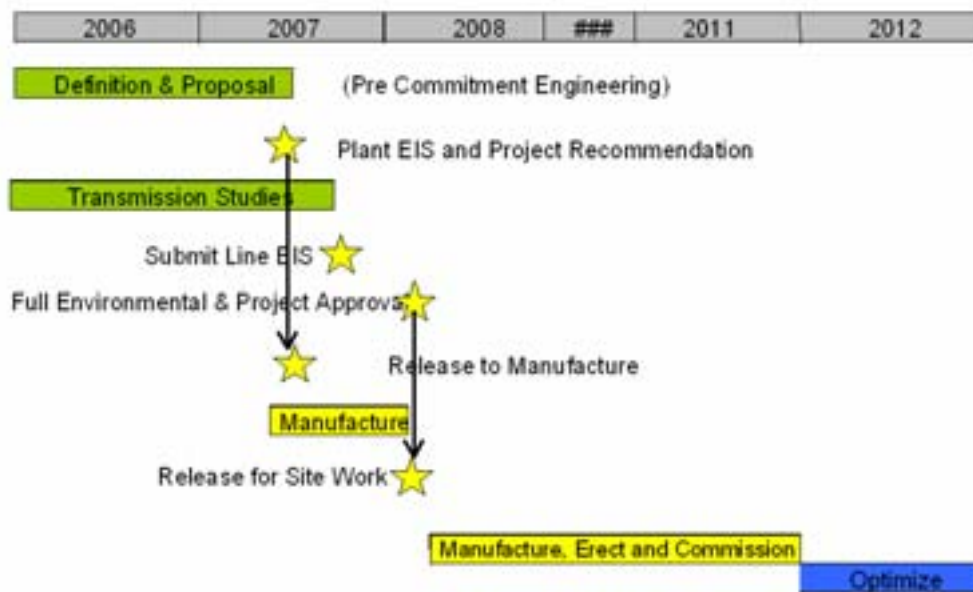 2006 2007 2008 ### 2011 2012
Definition & Proposal (Pre Commitment Engineering)
Plant EIS and Project Recommendation
Transmission Studies
Submit Line EIS
Full Environmental & Project Approval
Release to Manufacture
Manufacture
Release for Site Work
Manufacture, Erect and Commission
Optimize